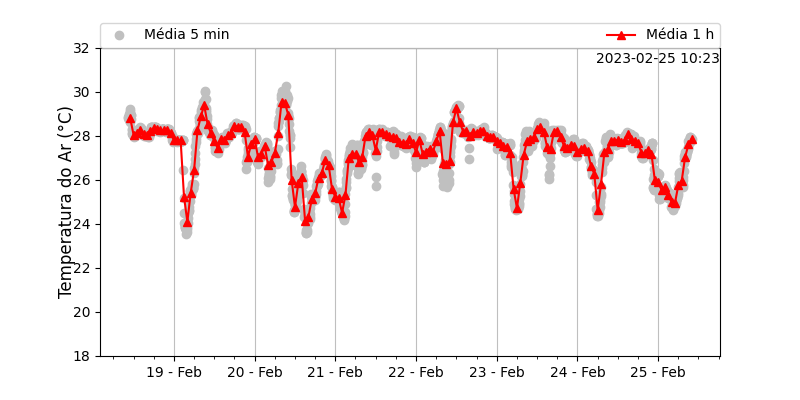 Média 5 min
Média 1 h
2023-02-25 10:23
Temperatura do Ar (°C)
32
30
28
26
24
22
20
18
19 - Feb
20 - Feb
21 - Feb
22 - Feb
23 - Feb
24 - Feb
25 - Feb